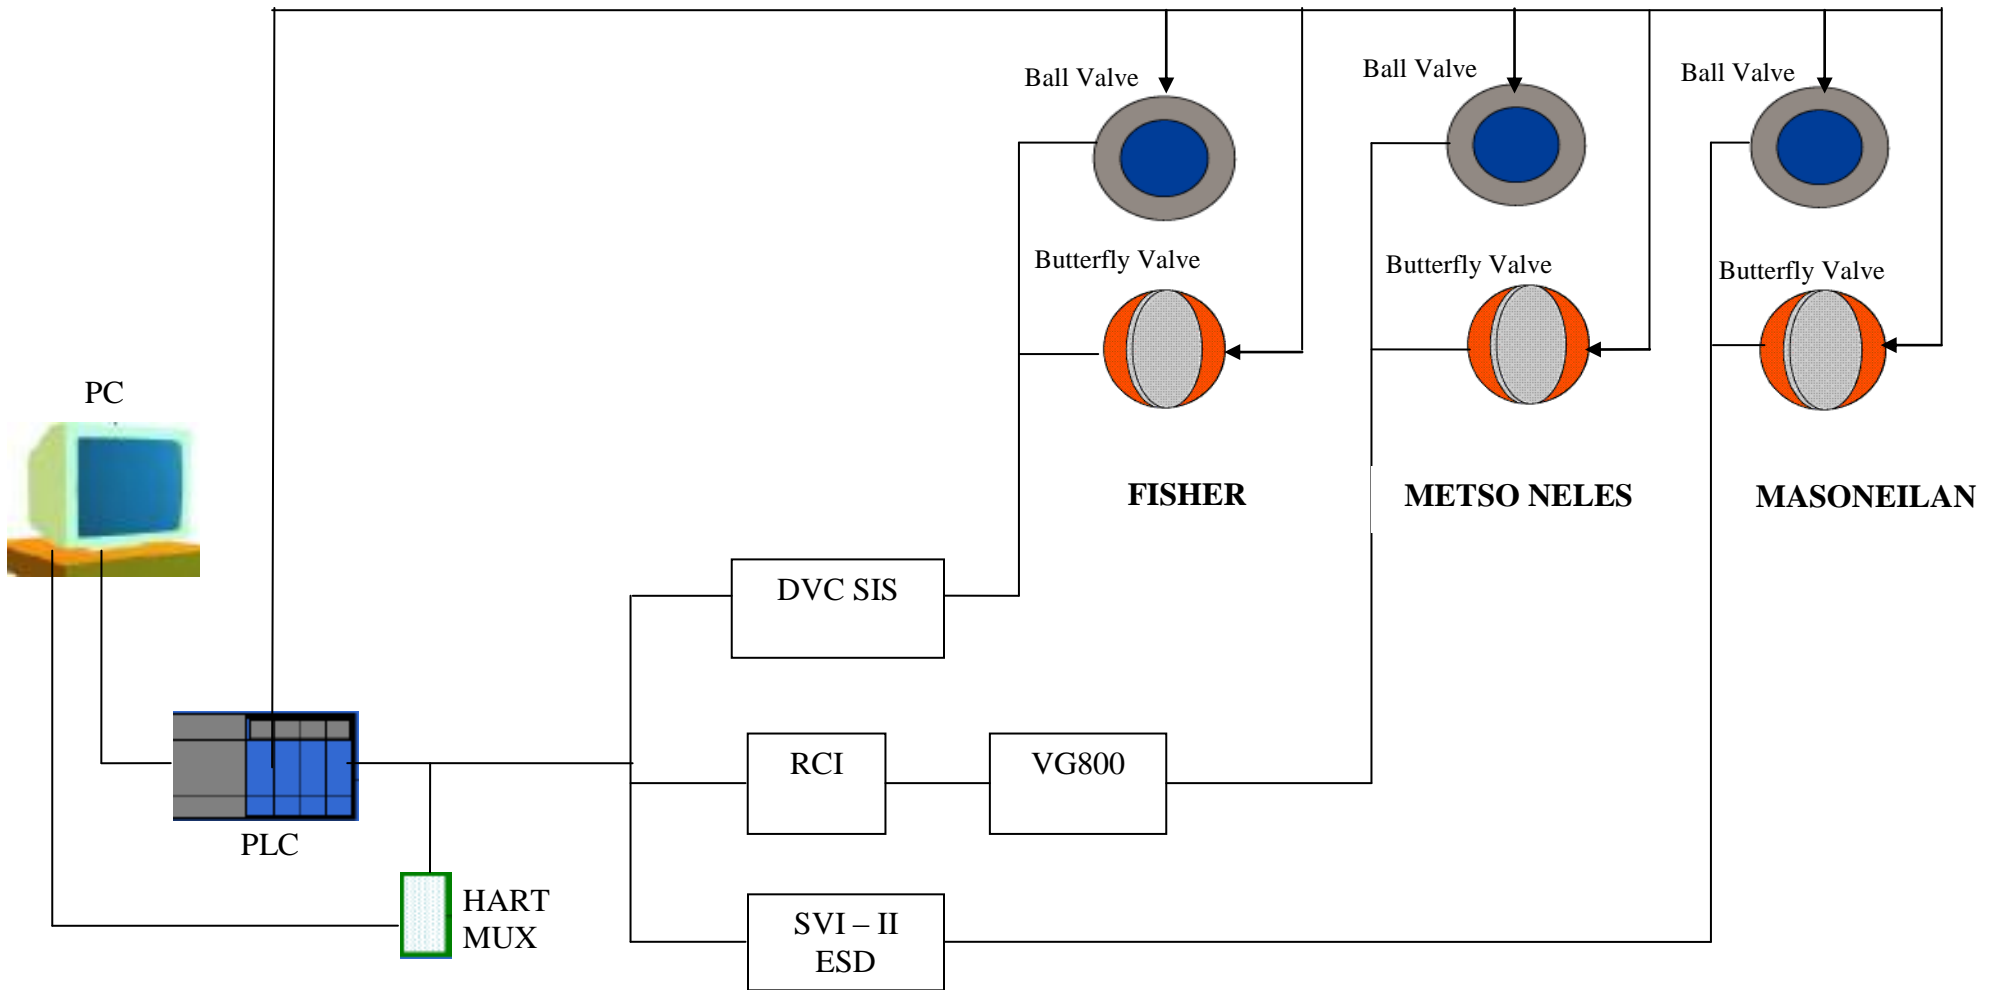 Ball Valve
Ball Valve
Ball Valve
Butterfly Valve
Butterfly Valve
Butterfly Valve
PC
FISHER
METSO NELES
MASONEILAN
DVC SIS
RCI
VG800
PLC
HART
MUX
SVI – II
ESD